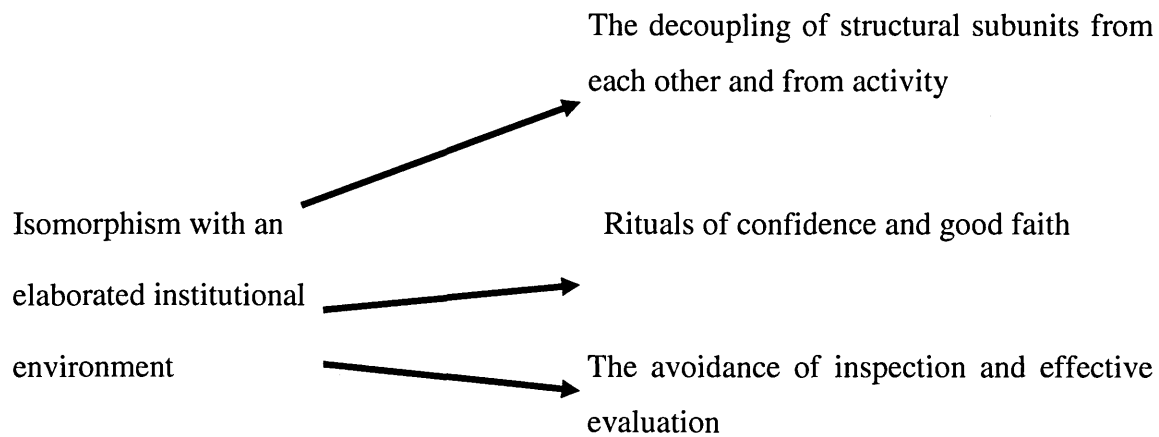 The decoupling of structural subunits from
each other and from activity
Isomorphism with an
elaborated institutional
environment
Rituals of confidence and good faith
The avoidance of inspection and effective
evaluation